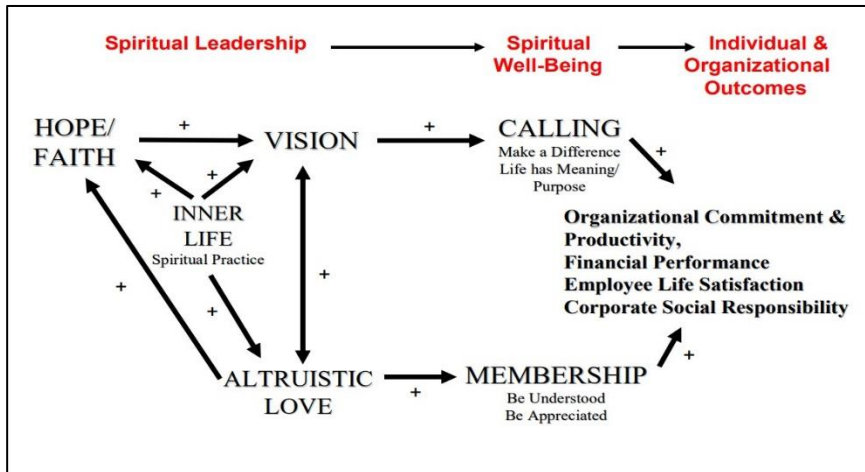 Spiritual Leadership
Spiritual
Well-Being
Individual &
Organizational
Outcomes
HOPE/
FAITH
+
VISION
+
CALLING
Make a Difference
Life has Meaning/
Purpose
+
+
+
INNER
LIFE
Spiritual Practice
Organizational Commitment &
Productivity,
Financial Performance
Employee Life Satisfaction
Corporate Social Responsibility
+
+
+
ALTRUISTIC
LOVE
+
MEMBERSHIP
Be Understood
Be Appreciated
+